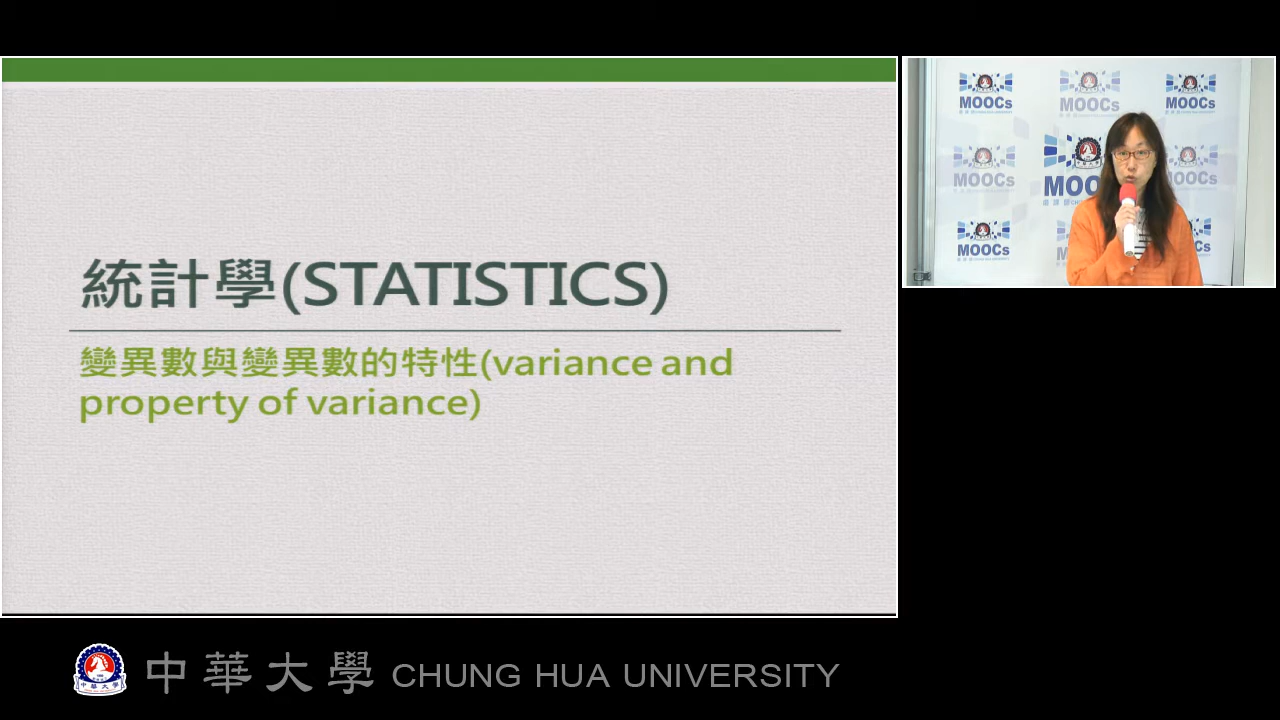 統計學(STATISTICS)
變異數與變異數的特性(variance and
property of variance)
MOOCs
MOOCs
MOOCs
MOOCs
MOOCs
MOOCs
中華大學 CHUNG HUA UNIVERSITY